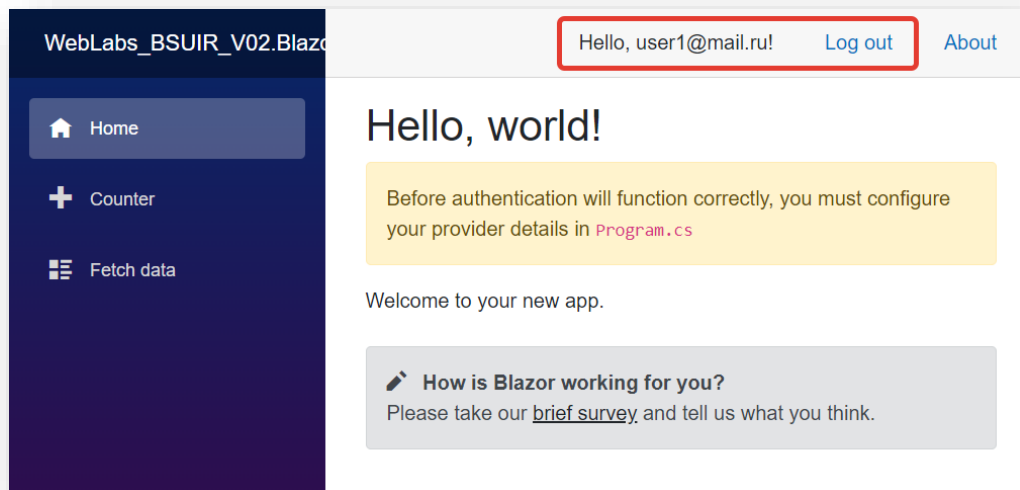 WebLabs_BSUIR_V02.Blaz
Hello, user1@mail.ru! Log out About
Home
Counter
Fetch data
Hello, world!
Before authentication will function correctly, you must configure
your provider details in Program.cs
Welcome to your new app.
How is Blazor working for you?
Please take our brief survey and tell us what you think.